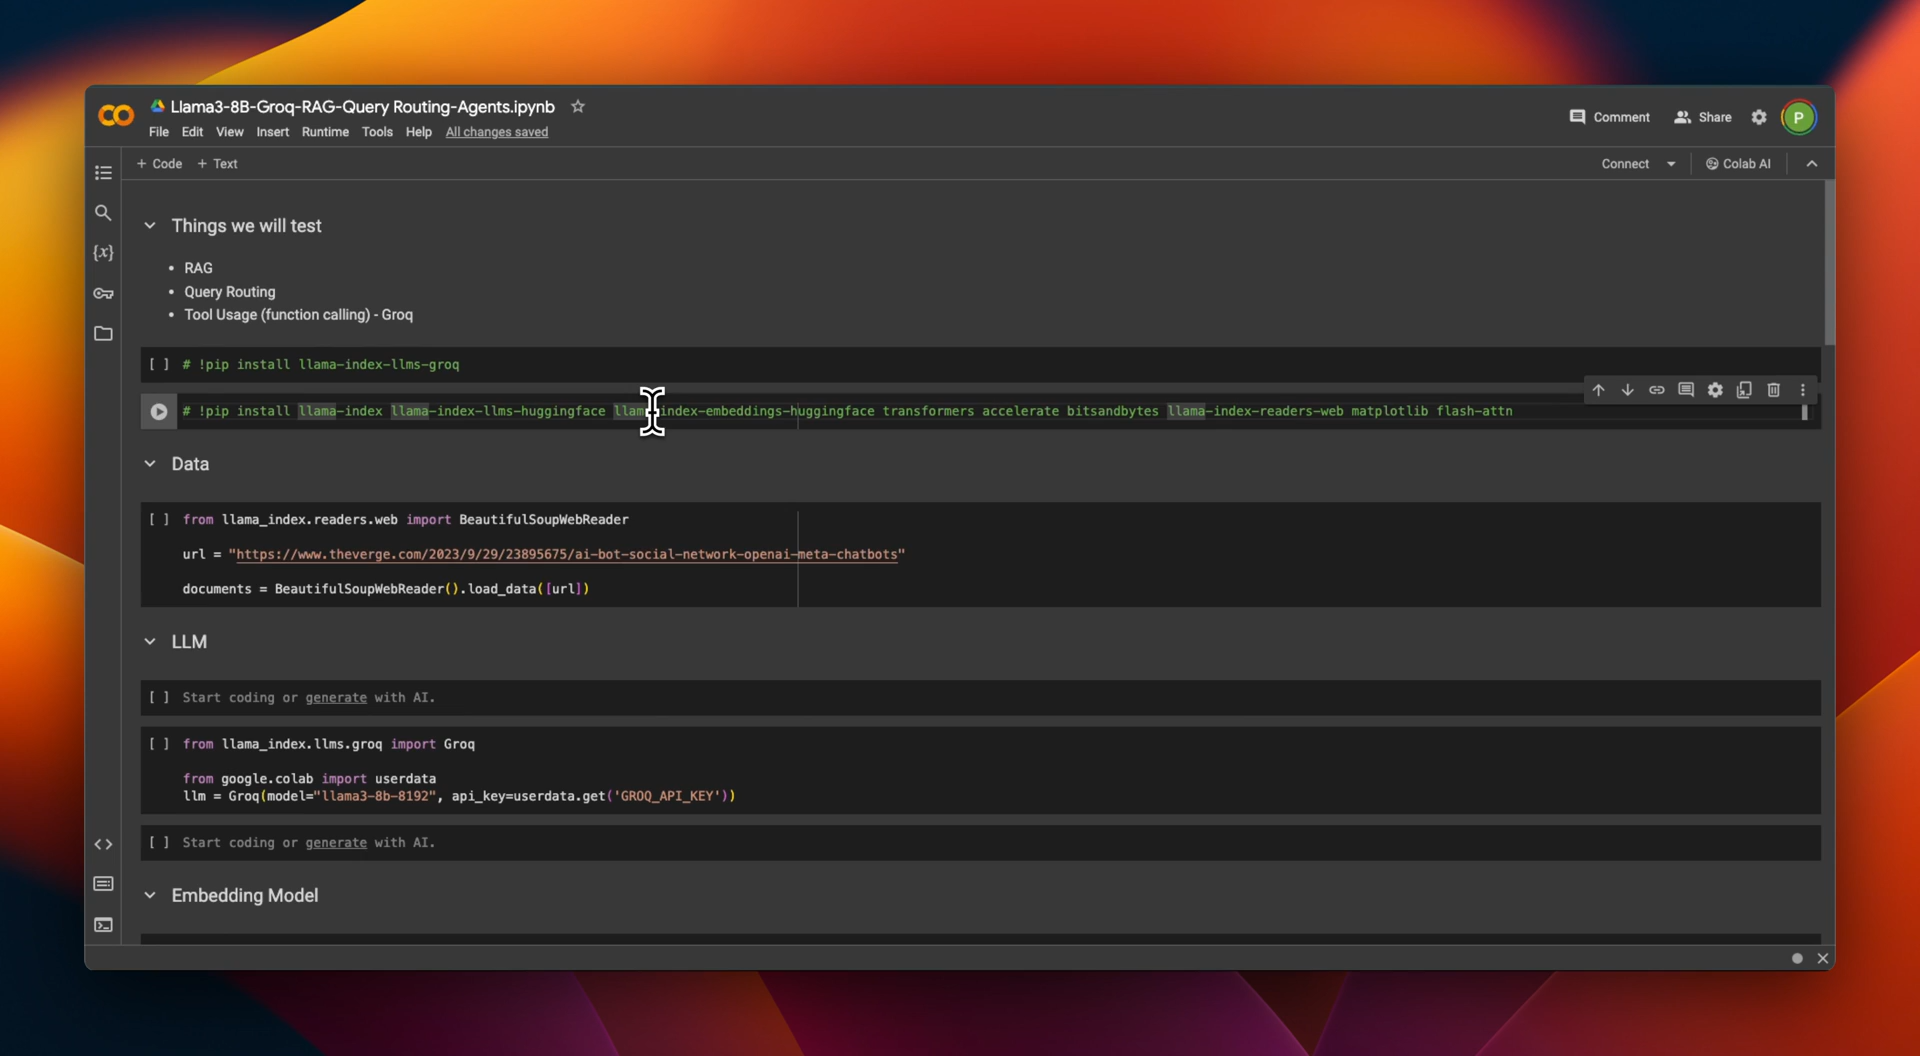 Llama3-8B-Groq-RAG-Query Routing-Agents.ipynb
File Edit View Insert Runtime Tools Help All changes saved
Comment Share P
+ Code + Text
Connect Colab AI
{x}
Things we will test
• RAG
• Query Routing
• Tool Usage (function calling) - Groq
[ ] # !pip install llama-index-llms-groq
# !pip install llama-index llama-index-llms-huggingface llama-index-embeddings-huggingface transformers accelerate bitsandbytes llama-index-readers-web matplotlib flash-attn
Data
[ ] from llama_index.readers.web import BeautifulSoupWebReader
url = "https://www.theverge.com/2023/9/29/23895675/ai-bot-social-network-openai-meta-chatbots"
documents = BeautifulSoupWebReader().load_data([url])
LLM
[ ] Start coding or generate with AI.
[ ] from llama_index.llms.groq import Groq
from google.colab import userdata
llm = Groq(model="llama3-8b-8192", api_key=userdata.get('GROQ_API_KEY'))
[ ] Start coding or generate with AI.
Embedding Model